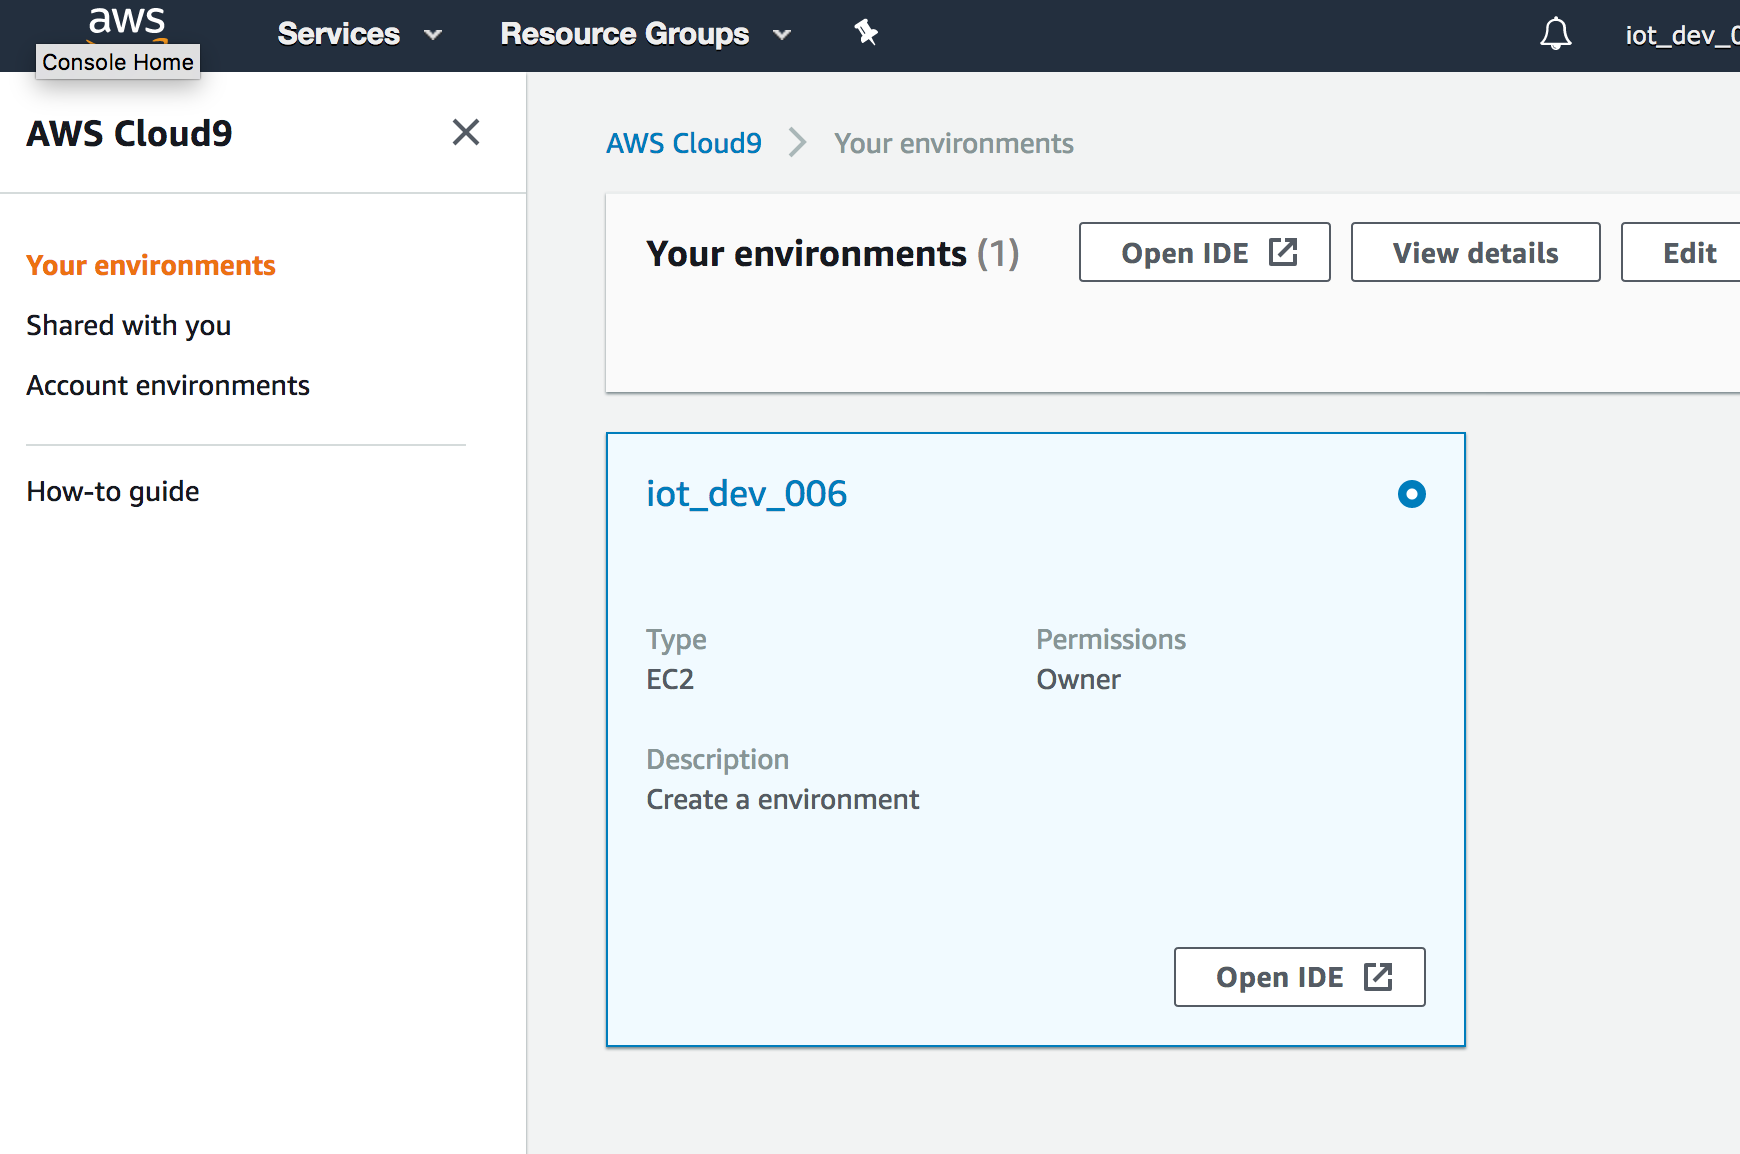 aws
Services
Resource Groups
iot_dev_0
Console Home
AWS Cloud9
Your environments
Shared with you
Account environments
How-to guide
AWS Cloud9 > Your environments
Your environments (1)
Open IDE
View details
Edit
iot_dev_006
Type
EC2
Permissions
Owner
Description
Create a environment
Open IDE